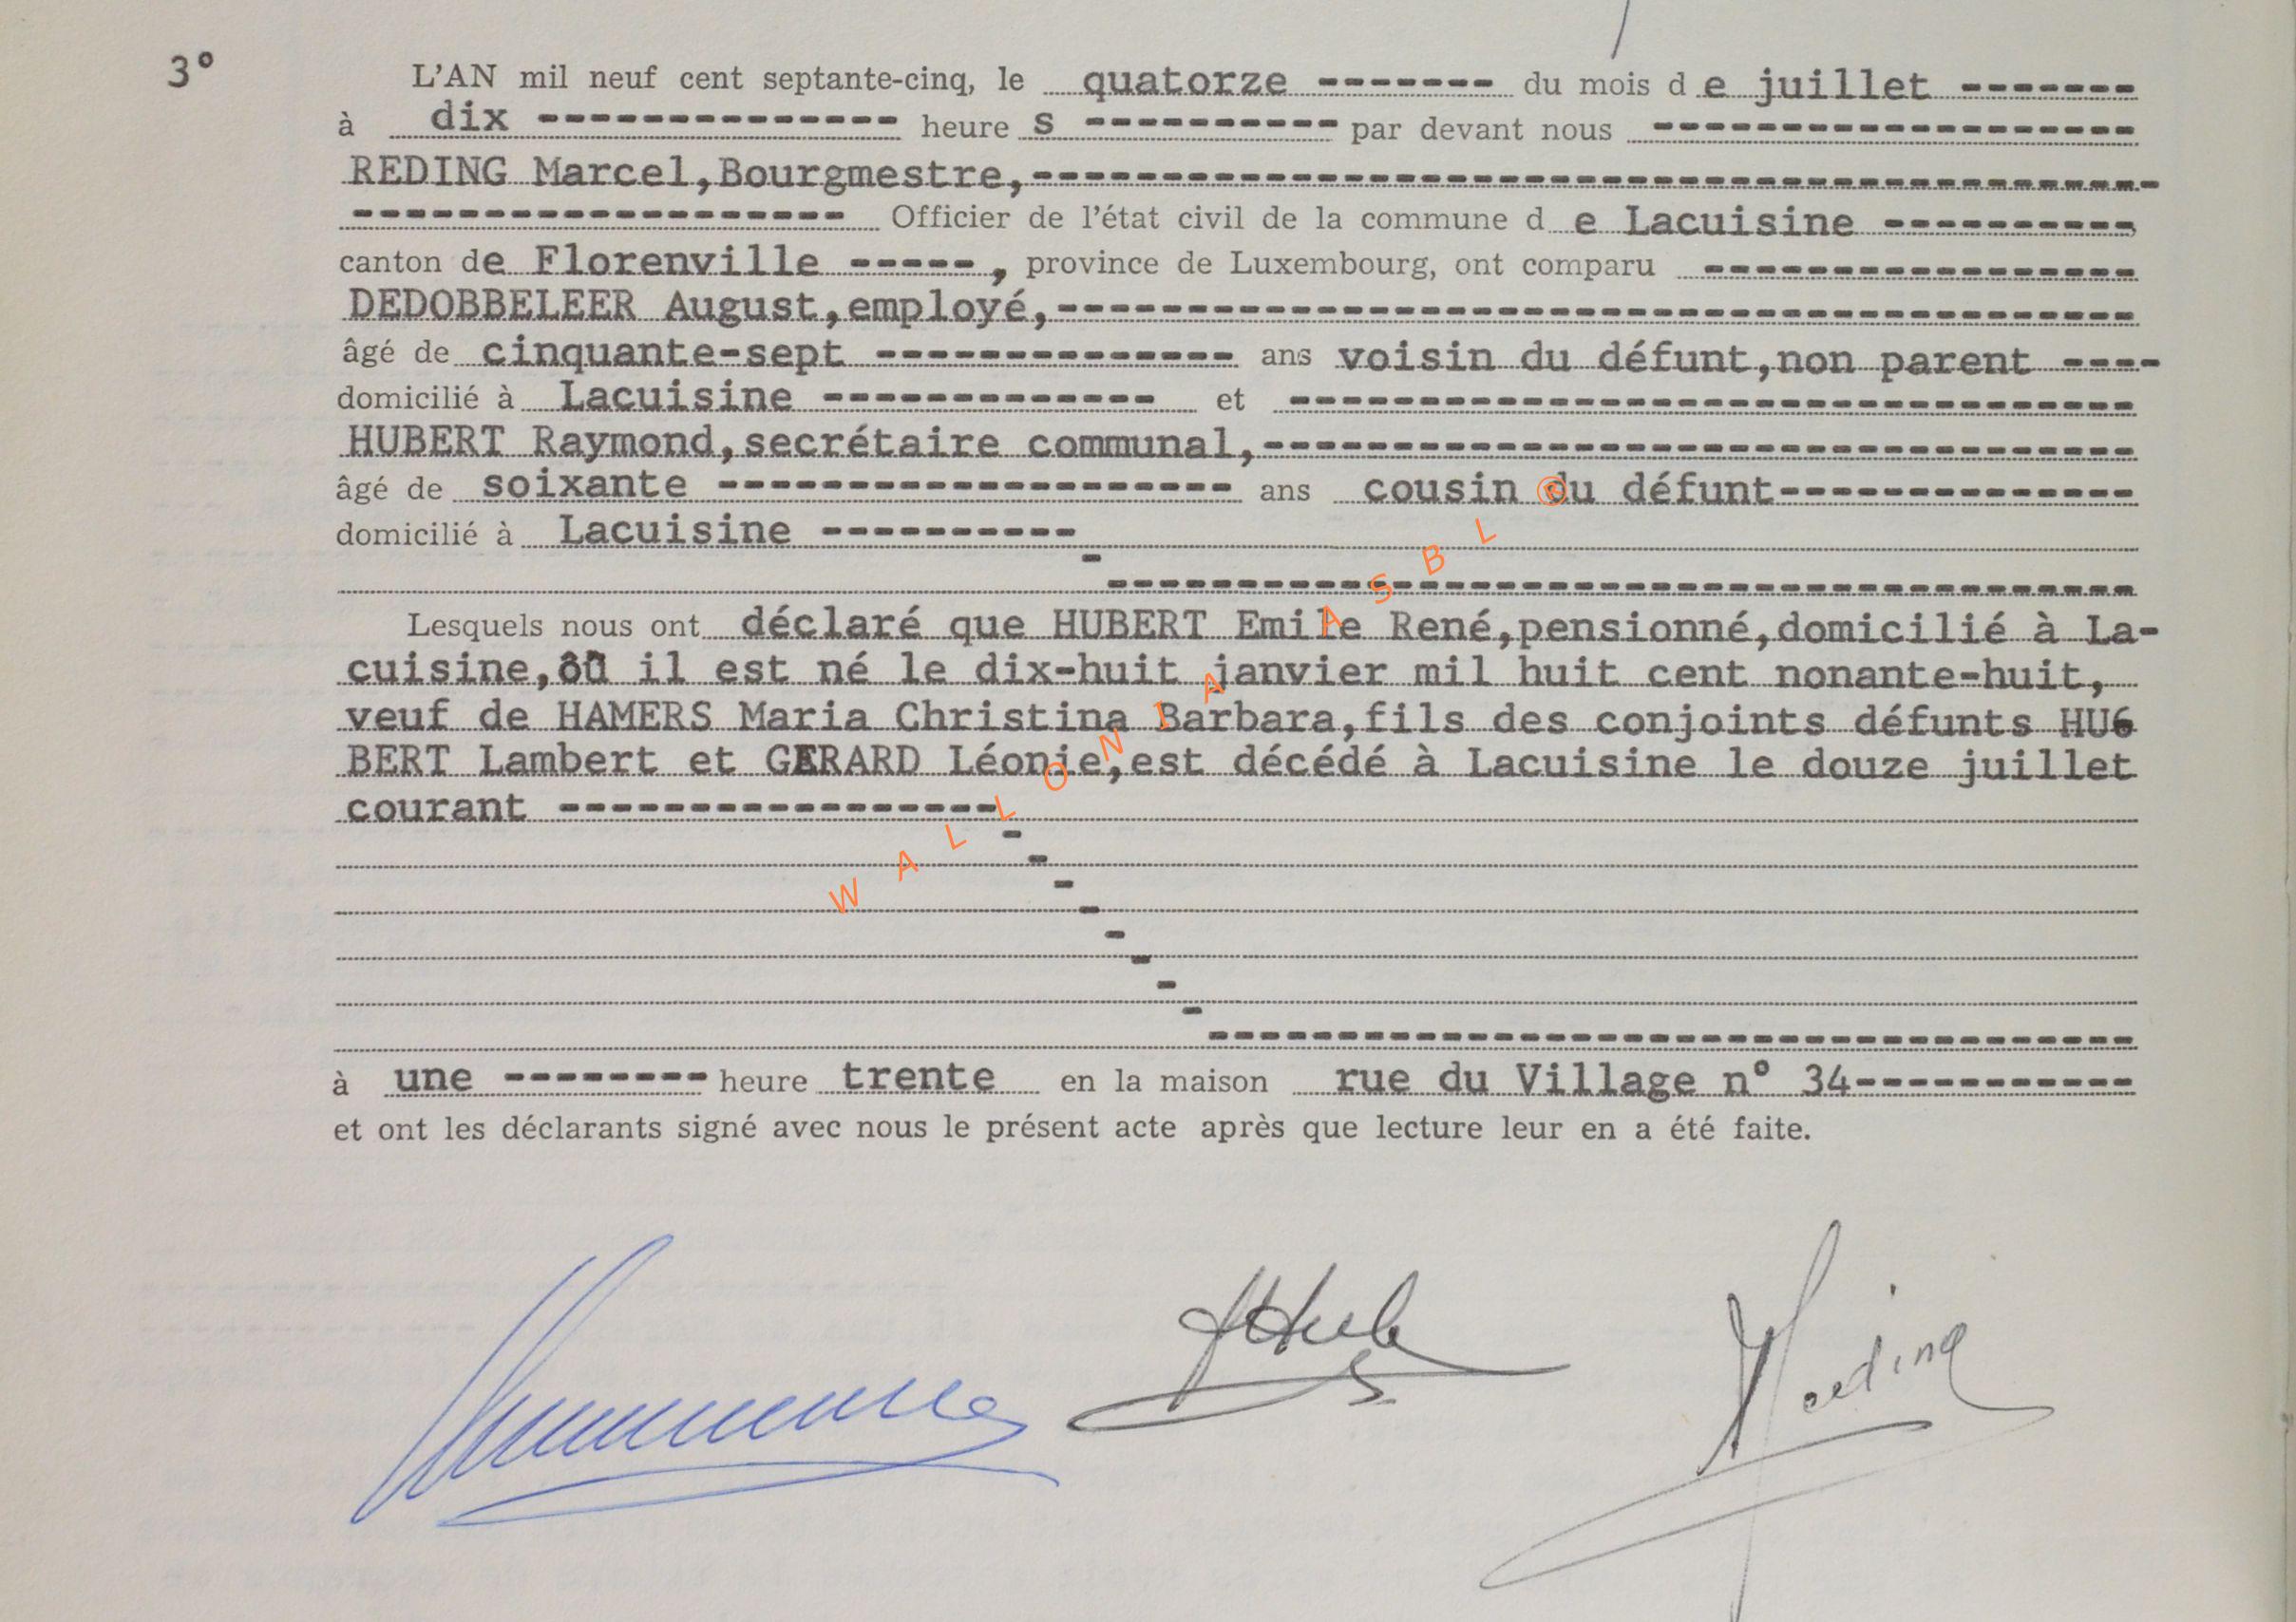 3°
L'AN mil neuf cent septante-cinq, le quatorze ------- du mois d e juillet -------
à dix -------------- heure s ---------- par devant nous -------------------
REDING Marcel,Bourgmestre,-------------------------------------------
------------------- Officier de l'état civil de la commune d e Lacuisine ----------
canton de Florenville -----, province de Luxembourg, ont comparu -----------------
DEDOBBELEER August,employé,------------------------------------------
âgé de cinquante-sept -------------- ans voisin du défunt,non parent ----
domicilié à Lacuisine ------------- et ---------------------------------
HUBERT Raymond,secrétaire communal,----------------------------------
âgé de soixante -------------------- ans cousin du défunt--------------
domicilié à Lacuisine ----------
-
----------------------------------------
Lesquels nous ont déclaré que HUBERT Emile René,pensionné,domicilié à La-
cuisine,où il est né le dix-huit janvier mil huit cent nonante-huit,
veuf de HAMERS Maria Christina Barbara,fils des conjoints défunts HU6
BERT Lambert et GERARD Léonie,est décédé à Lacuisine le douze juillet
courant -----------------
-
-
-
-
-
-
-
-
------------------------------------
à une -------- heure trente en la maison rue du Village n° 34-----------
et ont les déclarants signé avec nous le présent acte après que lecture leur en a été faite.
Reding
WALLONIA ASBL ®